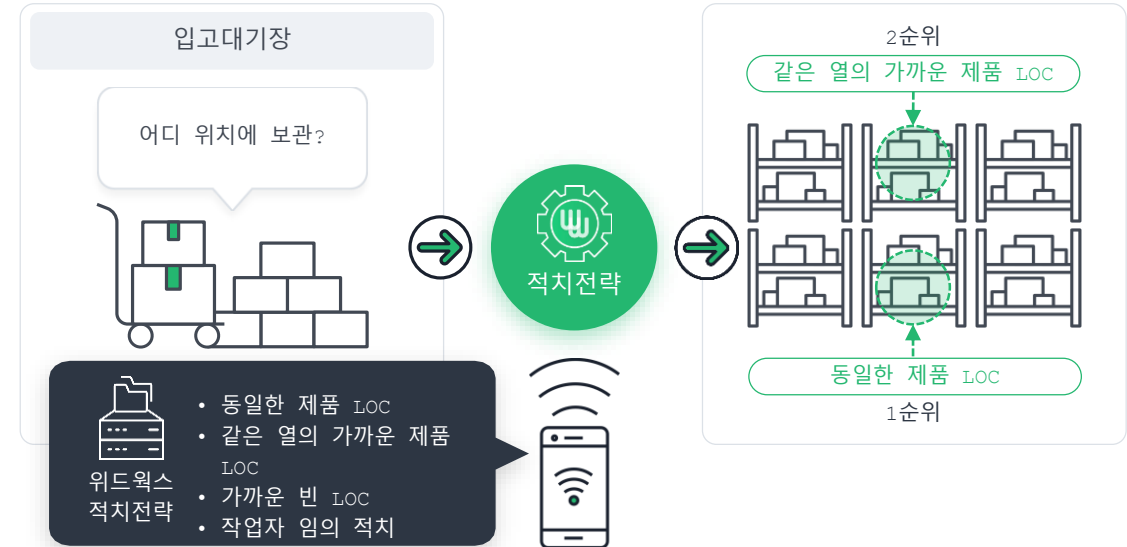 입고대기장
어디 위치에 보관?
적치전략
위드웍스
적치전략
• 동일한 제품 LOC
• 같은 열의 가까운 제품
LOC
• 가까운 빈 LOC
• 작업자 임의 적치
2순위
같은 열의 가까운 제품 LOC
동일한 제품 LOC
1순위